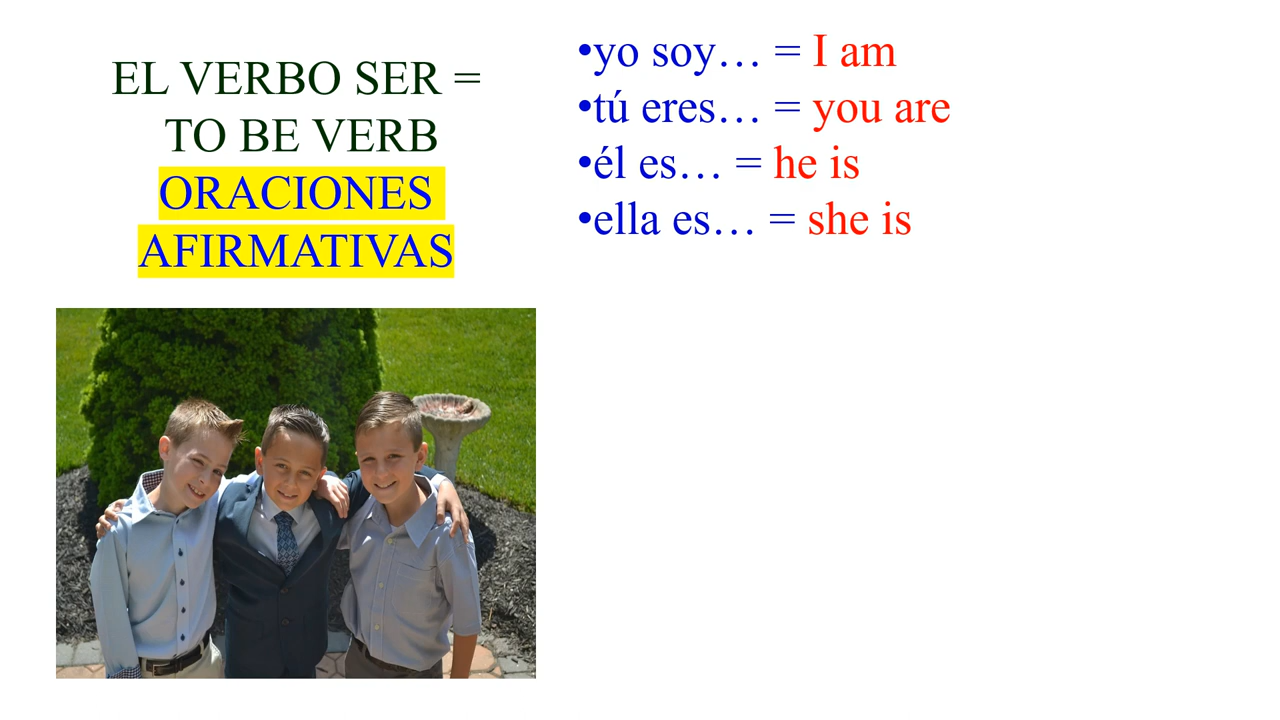 EL VERBO SER =
TO BE VERB
ORACIONES
AFIRMATIVAS
•yo soy… = I am
•tú eres… = you are
•él es… = he is
•ella es… = she is